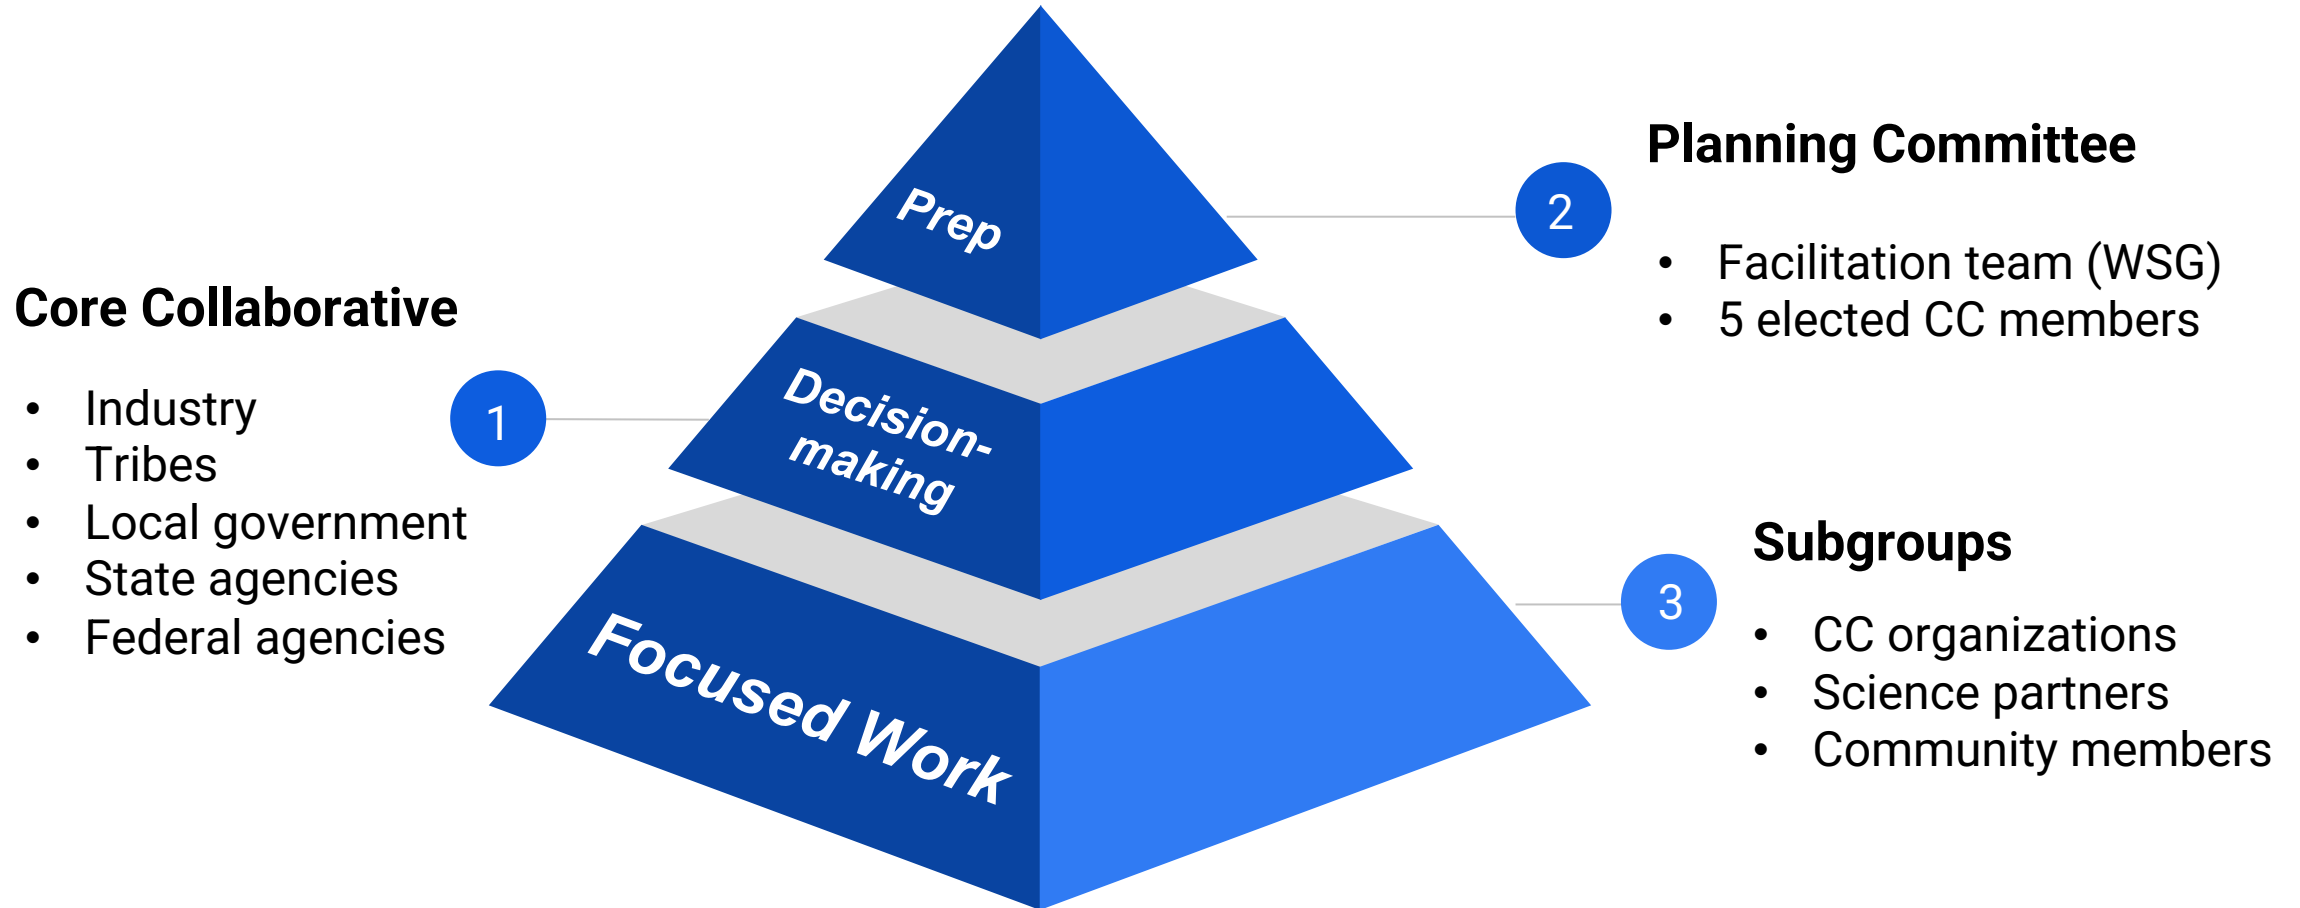 Core Collaborative
• Industry
• Tribes
• Local government
• State agencies
• Federal agencies
1
Prep
Decision-
making
Focused Work
2
Planning Committee
• Facilitation team (WSG)
• 5 elected CC members
3
Subgroups
• CC organizations
• Science partners
• Community members